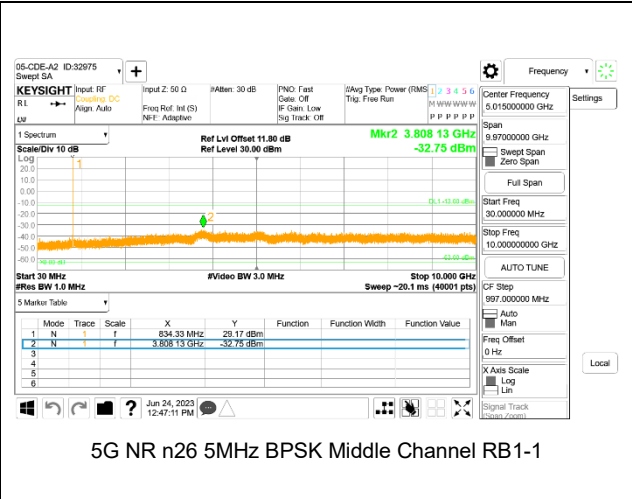 05-CDE-A2 ID:32975
Swept SA
+
Frequency
Settings
KEYSIGHT
RL
Input: RF
Coupling: DC
Align: Auto
Input Z: 50 Ω
Freq Ref: Int (S)
NFE: Adaptive
#Atten: 30 dB
PNO: Fast
Gate: Off
IF Gain: Low
Sig Track: Off
#Avg Type: Power (RMS
Trig: Free Run
1 2 3 4 5 6
M W W W W W
P P P P P P
1 Spectrum
Scale/Div 10 dB
Ref Lvl Offset 11.80 dB
Ref Level 30.00 dBm
Mkr2 3.808 13 GHz
-32.75 dBm
Log
20.0
10.0
0.00
-10.0
-20.0
-30.0
-40.0
-50.0
-60.0
1
2
DL1 -13.00 dBm
Start 30 MHz
#Video BW 3.0 MHz
Stop 10.000 GHz
#Res BW 1.0 MHz
Sweep ~20.1 ms (40001 pts)
5 Marker Table
Mode Trace Scale X Y Function Function Width Function Value
1 N 1 f 834.33 MHz 29.17 dBm
2 N 1 f 3.808 13 GHz -32.75 dBm
3
4
5
6
Center Frequency
5.015000000 GHz
Span
9.97000000 GHz
Swept Span
Zero Span
Full Span
Start Freq
30.000000 MHz
Stop Freq
10.000000000 GHz
AUTO TUNE
CF Step
997.000000 MHz
Auto
Man
Freq Offset
0 Hz
X Axis Scale
Log
Lin
Signal Track
(Span Zoom)
Local
?
Jun 24, 2023
12:47:11 PM
5G NR n26 5MHz BPSK Middle Channel RB1-1